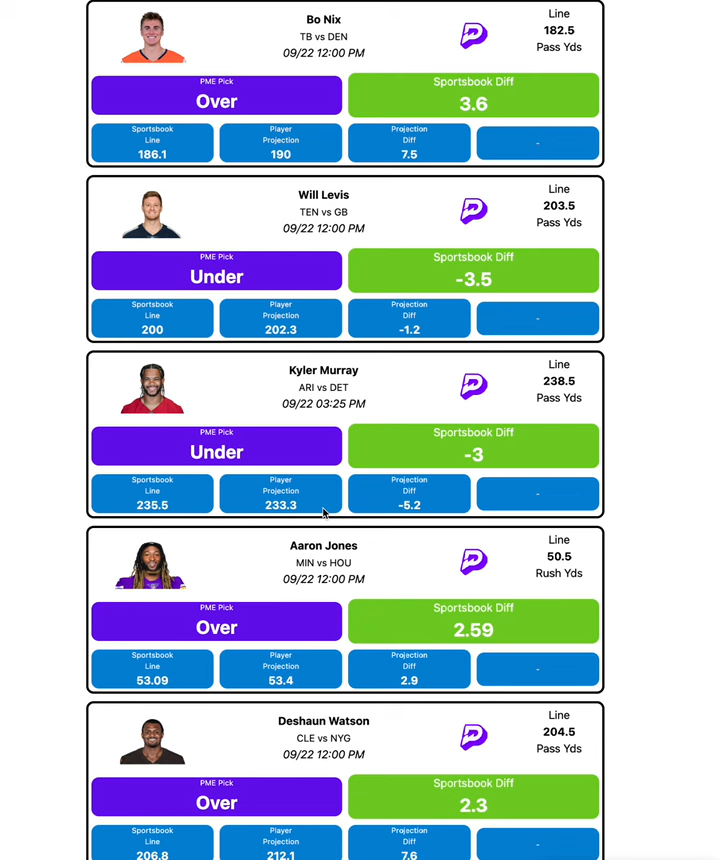 Bo Nix
TB vs DEN
09/22 12:00 PM
Line
182.5
Pass Yds
PME Pick
Over
Sportsbook Diff
3.6
Sportsbook
Line
186.1
Player
Projection
190
Projection
Diff
7.5
-
Will Levis
TEN vs GB
09/22 12:00 PM
Line
203.5
Pass Yds
PME Pick
Under
Sportsbook Diff
-3.5
Sportsbook
Line
200
Player
Projection
202.3
Projection
Diff
-1.2
-
Kyler Murray
ARI vs DET
09/22 03:25 PM
Line
238.5
Pass Yds
PME Pick
Under
Sportsbook Diff
-3
Sportsbook
Line
235.5
Player
Projection
233.3
Projection
Diff
-5.2
-
Aaron Jones
MIN vs HOU
09/22 12:00 PM
Line
50.5
Rush Yds
PME Pick
Over
Sportsbook Diff
2.59
Sportsbook
Line
53.09
Player
Projection
53.4
Projection
Diff
2.9
-
Deshaun Watson
CLE vs NYG
09/22 12:00 PM
Line
204.5
Pass Yds
PME Pick
Over
Sportsbook Diff
2.3
Sportsbook
Line
206.8
Player
Projection
212.1
Projection
Diff
7.6
-